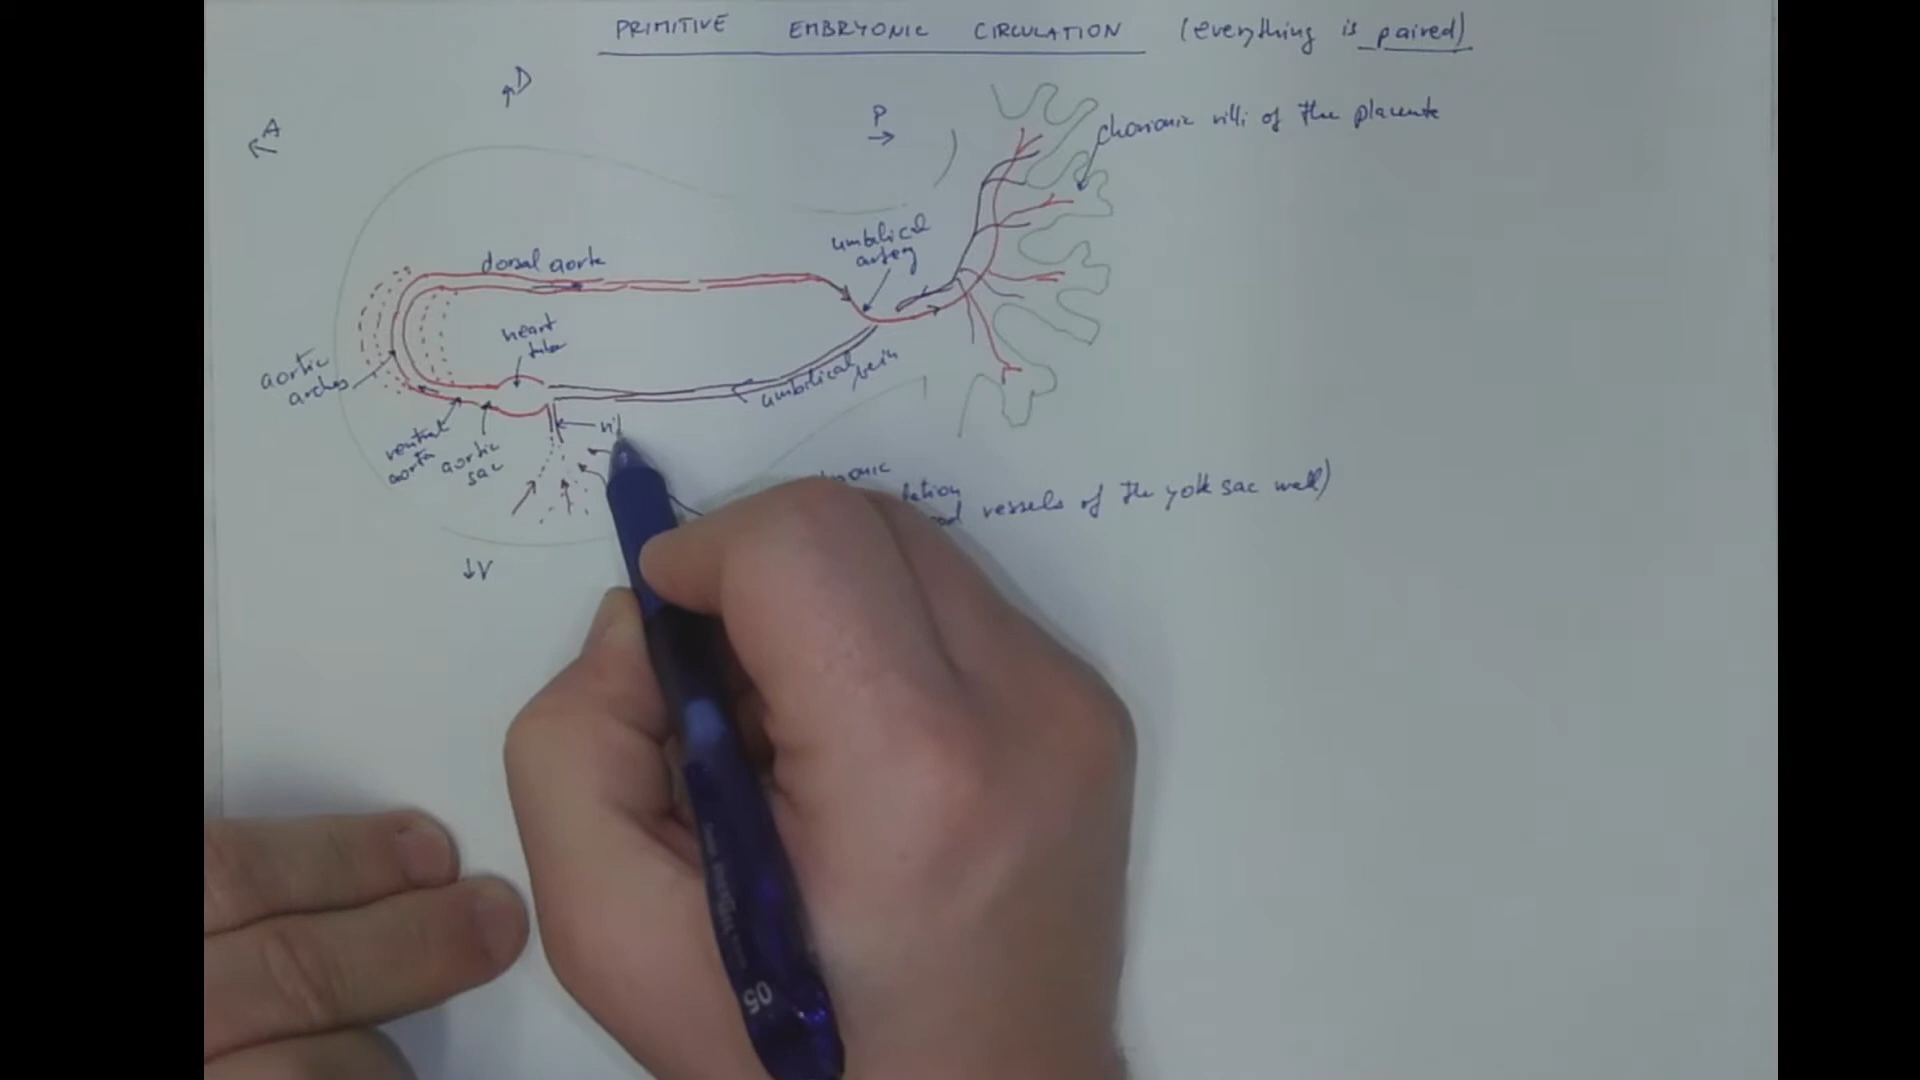 PRIMITIVE EMBRYONIC CIRCULATION (everything is paired)
D
A
P
chorionic villi of the placenta
umbilical
artery
dorsal aorta
heart
tube
aortic
arches
umbilical vein
ventral
aorta
aortic
sac
vessels of the yolk sac wall)
V
05